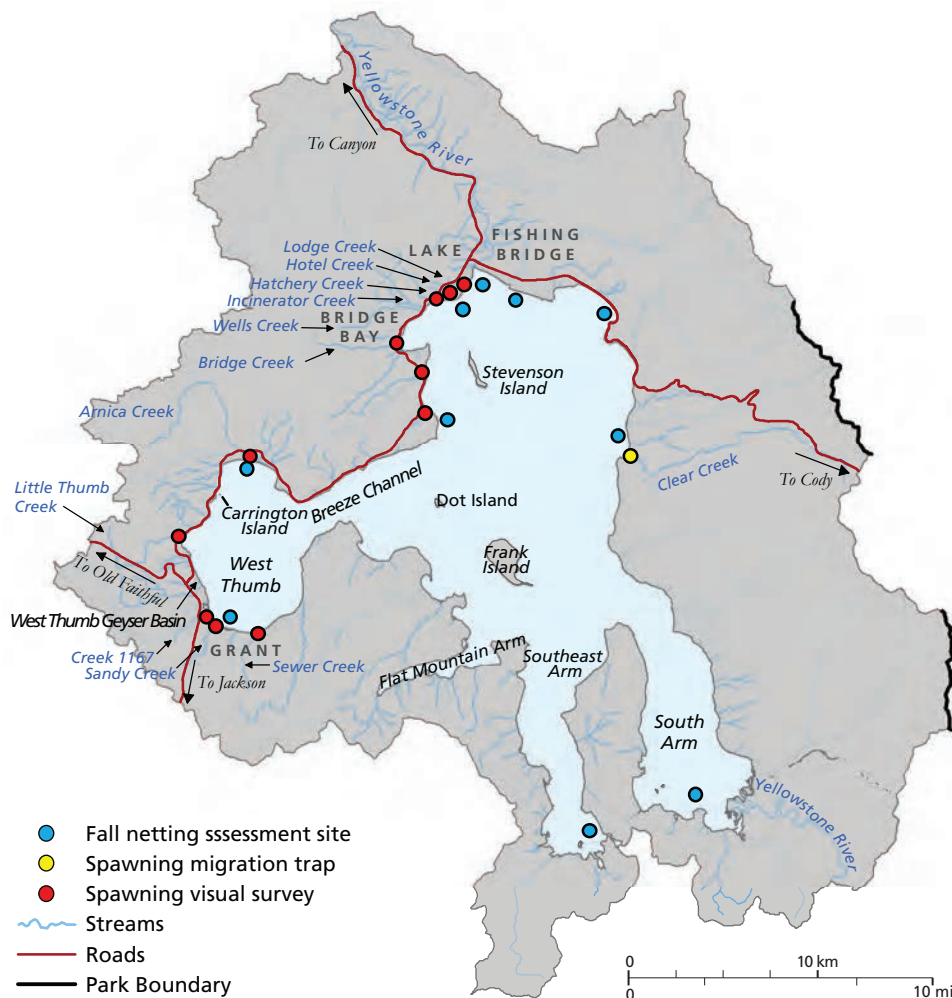 Yellowstone River
To Canyon
FISHING
BRIDGE
LAKE
Lodge Creek
Hotel Creek
Hatchery Creek
Incinerator Creek
BRIDGE
BAY
Wells Creek
Bridge Creek
Stevenson
Island
Arnica Creek
Clear Creek
To Cody
Little Thumb
Creek
Carrington
Island
Breeze Channel
Dot Island
Frank
Island
West
Thumb
To Old Faithful
West Thumb Geyser Basin
Creek 1167
Sandy Creek
GRANT
Sewer Creek
To Jackson
Flat Mountain Arm
Southeast
Arm
South
Arm
Yellowstone River
Fall netting sssessment site
Spawning migration trap
Spawning visual survey
Streams
Roads
Park Boundary
0 10 km
0 10 mi